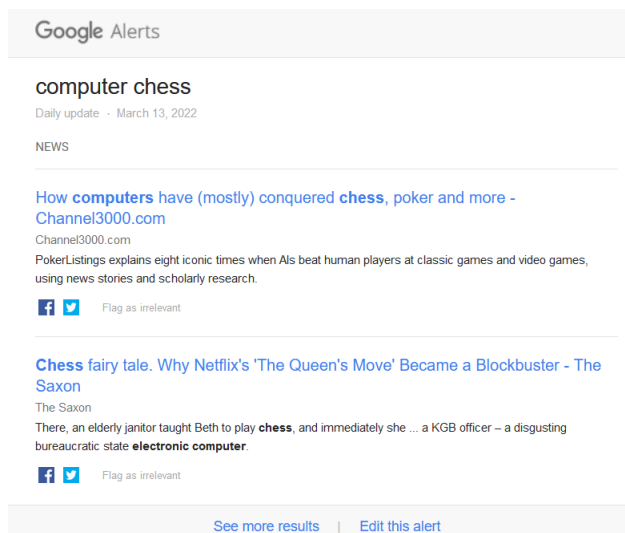 Google Alerts
computer chess
Daily update · March 13, 2022
NEWS
How computers have (mostly) conquered chess, poker and more -
Channel3000.com
Channel3000.com
PokerListings explains eight iconic times when AIs beat human players at classic games and video games,
using news stories and scholarly research.
Flag as irrelevant
Chess fairy tale. Why Netflix's 'The Queen's Move' Became a Blockbuster - The
Saxon
The Saxon
There, an elderly janitor taught Beth to play chess, and immediately she ... a KGB officer – a disgusting
bureaucratic state electronic computer.
Flag as irrelevant
See more results | Edit this alert